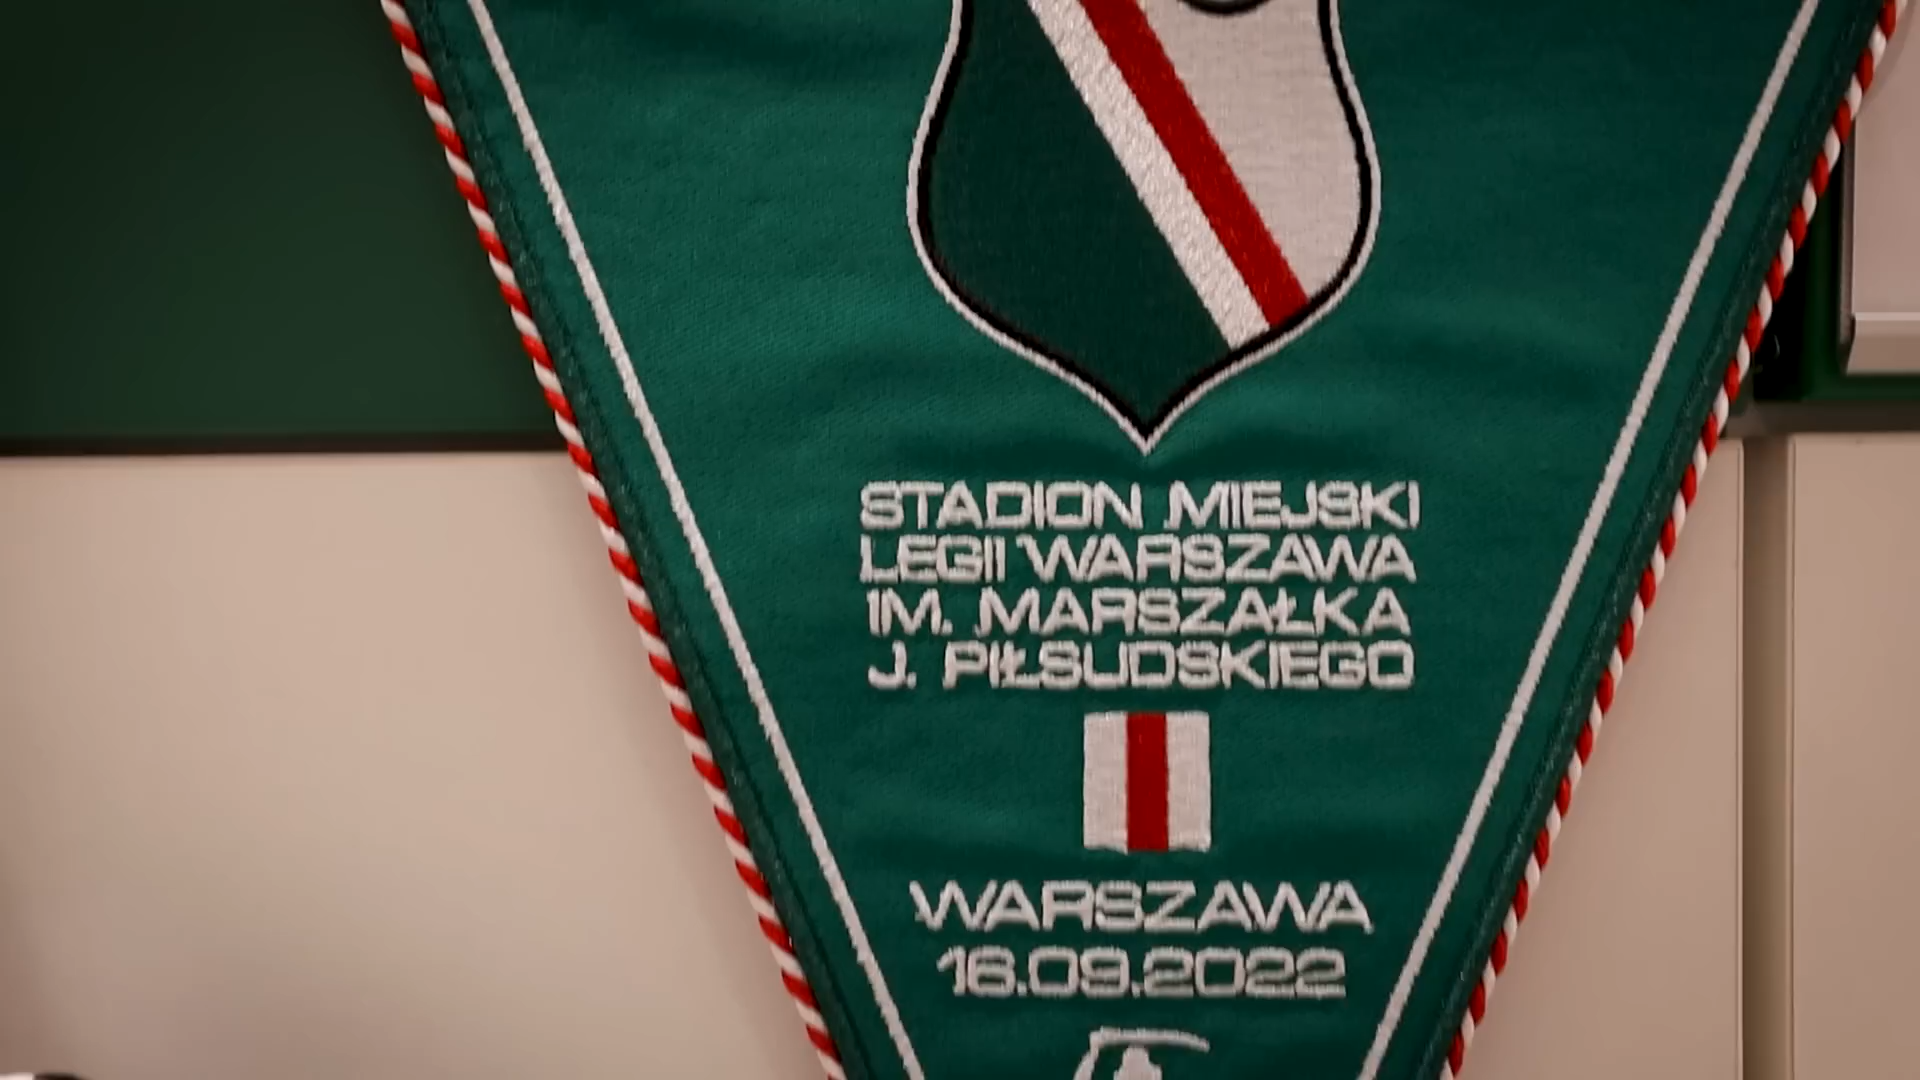 STADION MIEJSKI
LEGII WARSZAWA
IM. MARSZAŁKA
J. PIŁSUDSKIEGO
WARSZAWA
16.09.2022